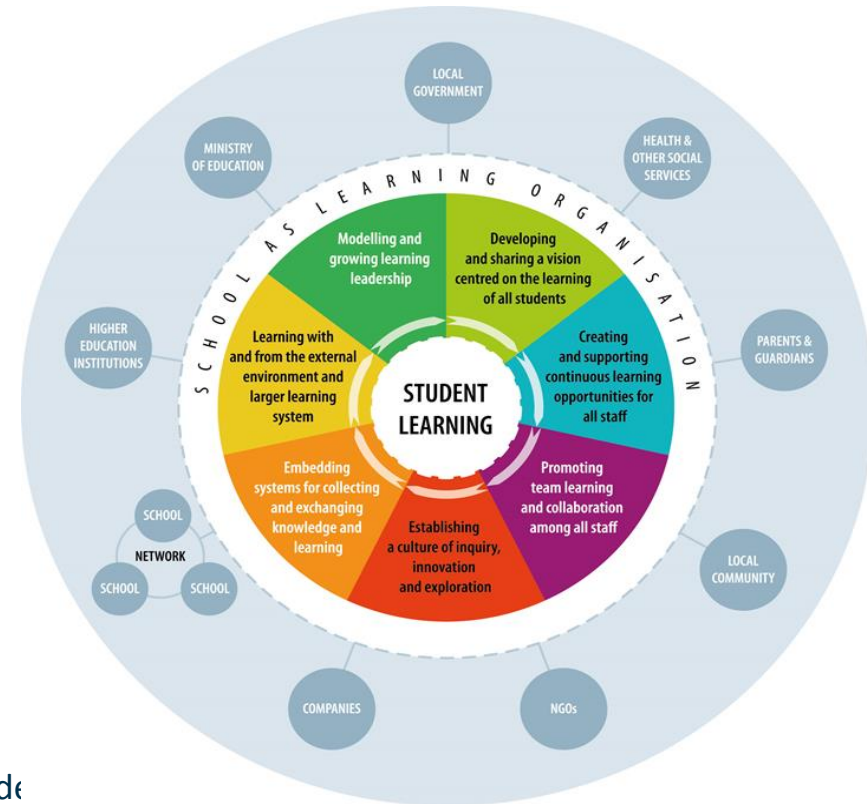 LOCAL
GOVERNMENT
MINISTRY
OF EDUCATION
HEALTH &
OTHER SOCIAL
SERVICES
SCHOOL AS LEARNING ORGANISATION
Modelling and
growing learning
leadership
Developing
and sharing a vision
centred on the learning
of all students
HIGHER
EDUCATION
INSTITUTIONS
Learning with
and from the external
environment and
larger learning
system
STUDENT
LEARNING
Creating
and supporting
continuous learning
opportunities for
all staff
PARENTS &
GUARDIANS
Embedding
systems for collecting
and exchanging
knowledge and
learning
Establishing
a culture of inquiry,
innovation
and exploration
Promoting
team learning
and collaboration
among all staff
SCHOOL
NETWORK
SCHOOL
SCHOOL
LOCAL
COMMUNITY
COMPANIES
NGOs